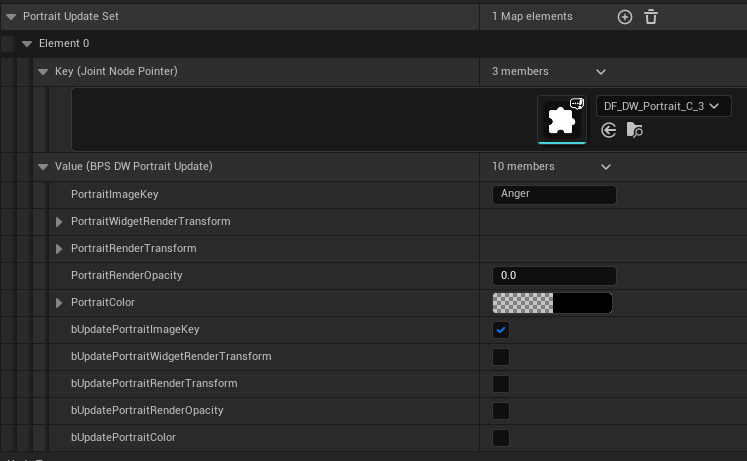 Portrait Update Set 1 Map elements
Element 0
Key (Joint Node Pointer) 3 members
DF_DW_Portrait_C_3
Value (BPS DW Portrait Update) 10 members
PortraitImageKey Anger
PortraitWidgetRenderTransform
PortraitRenderTransform
PortraitRenderOpacity 0.0
PortraitColor
bUpdatePortraitImageKey
bUpdatePortraitWidgetRenderTransform
bUpdatePortraitRenderTransform
bUpdatePortraitRenderOpacity
bUpdatePortraitColor